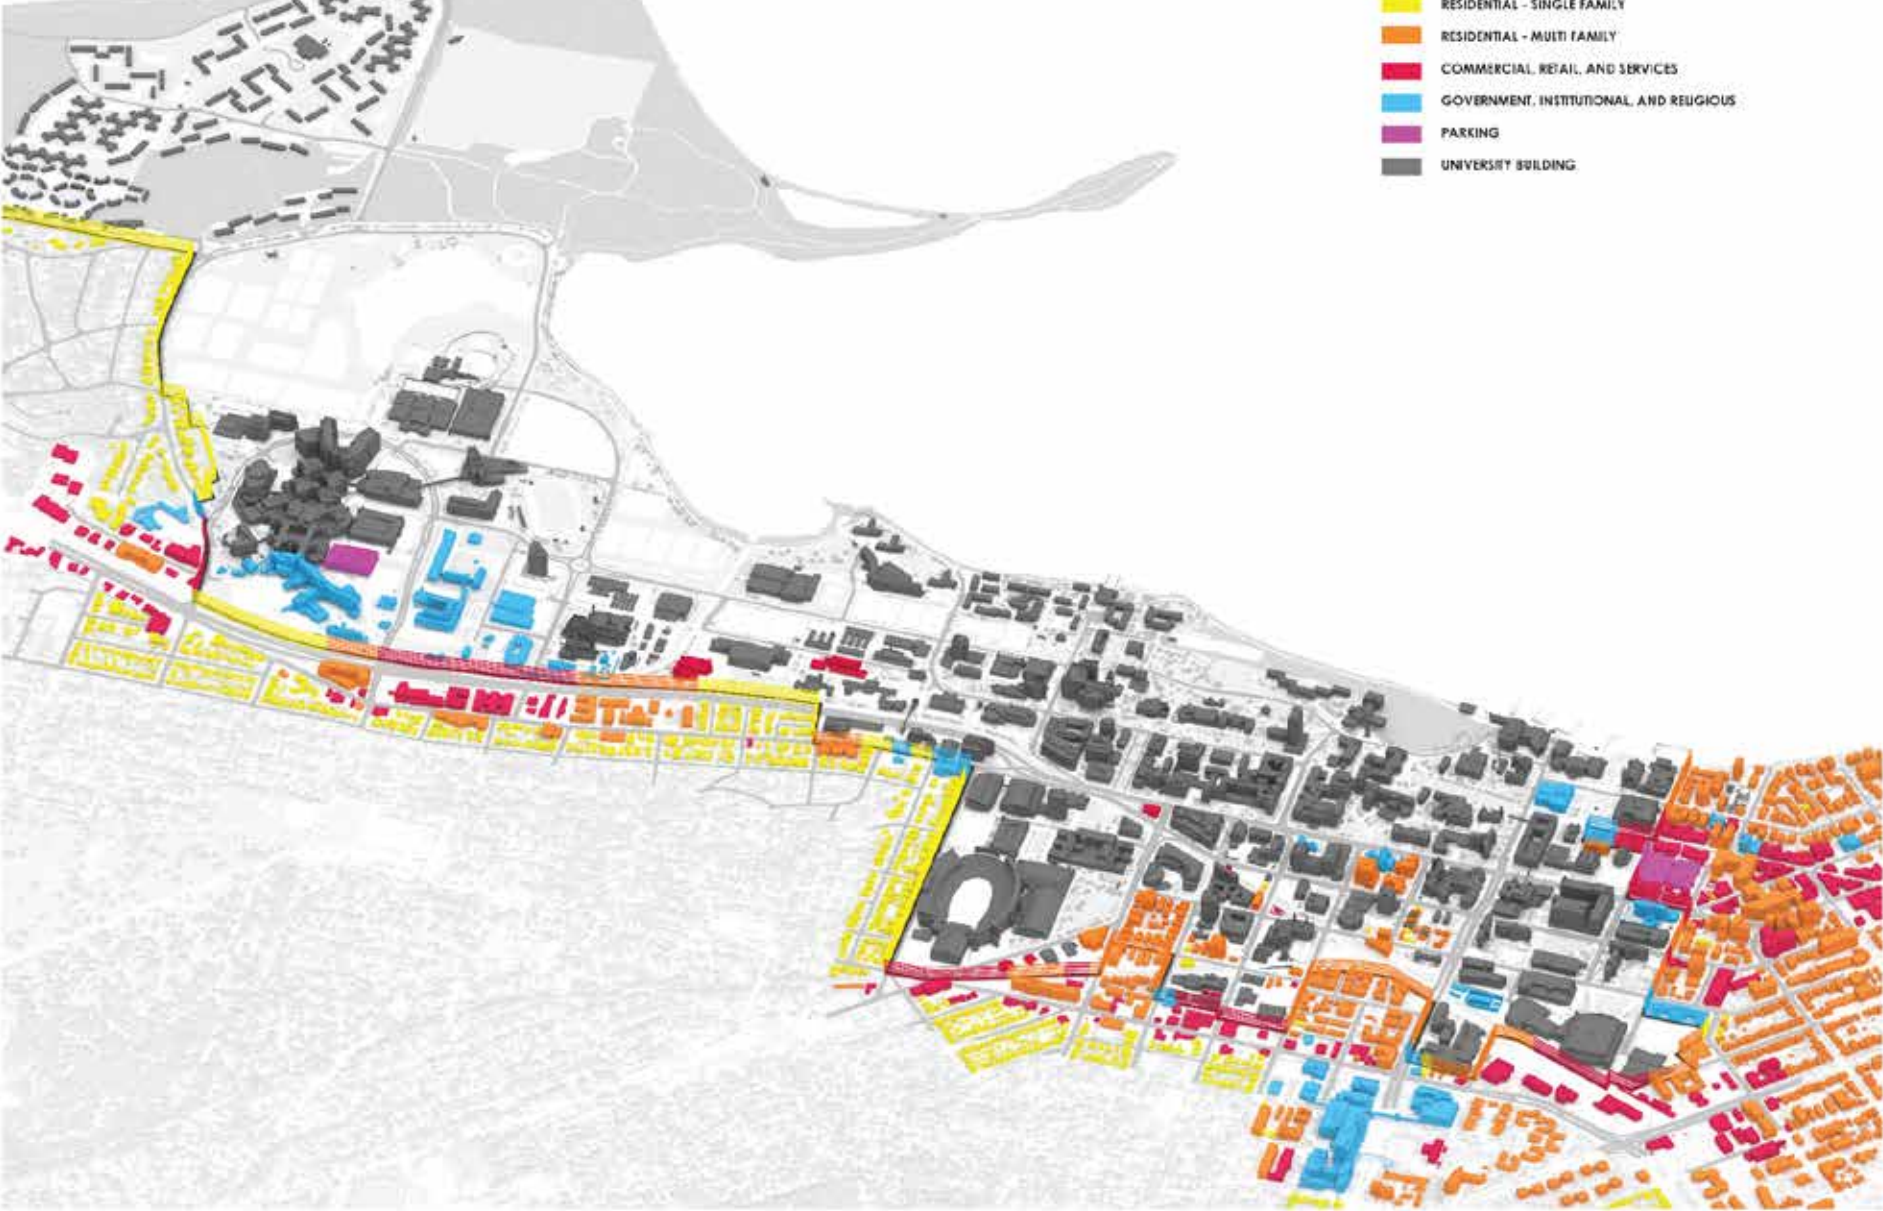 RESIDENTIAL - SINGLE FAMILY
RESIDENTIAL - MULTI FAMILY
COMMERCIAL, RETAIL, AND SERVICES
GOVERNMENT, INSTITUTIONAL, AND RELIGIOUS
PARKING
UNIVERSITY BUILDING